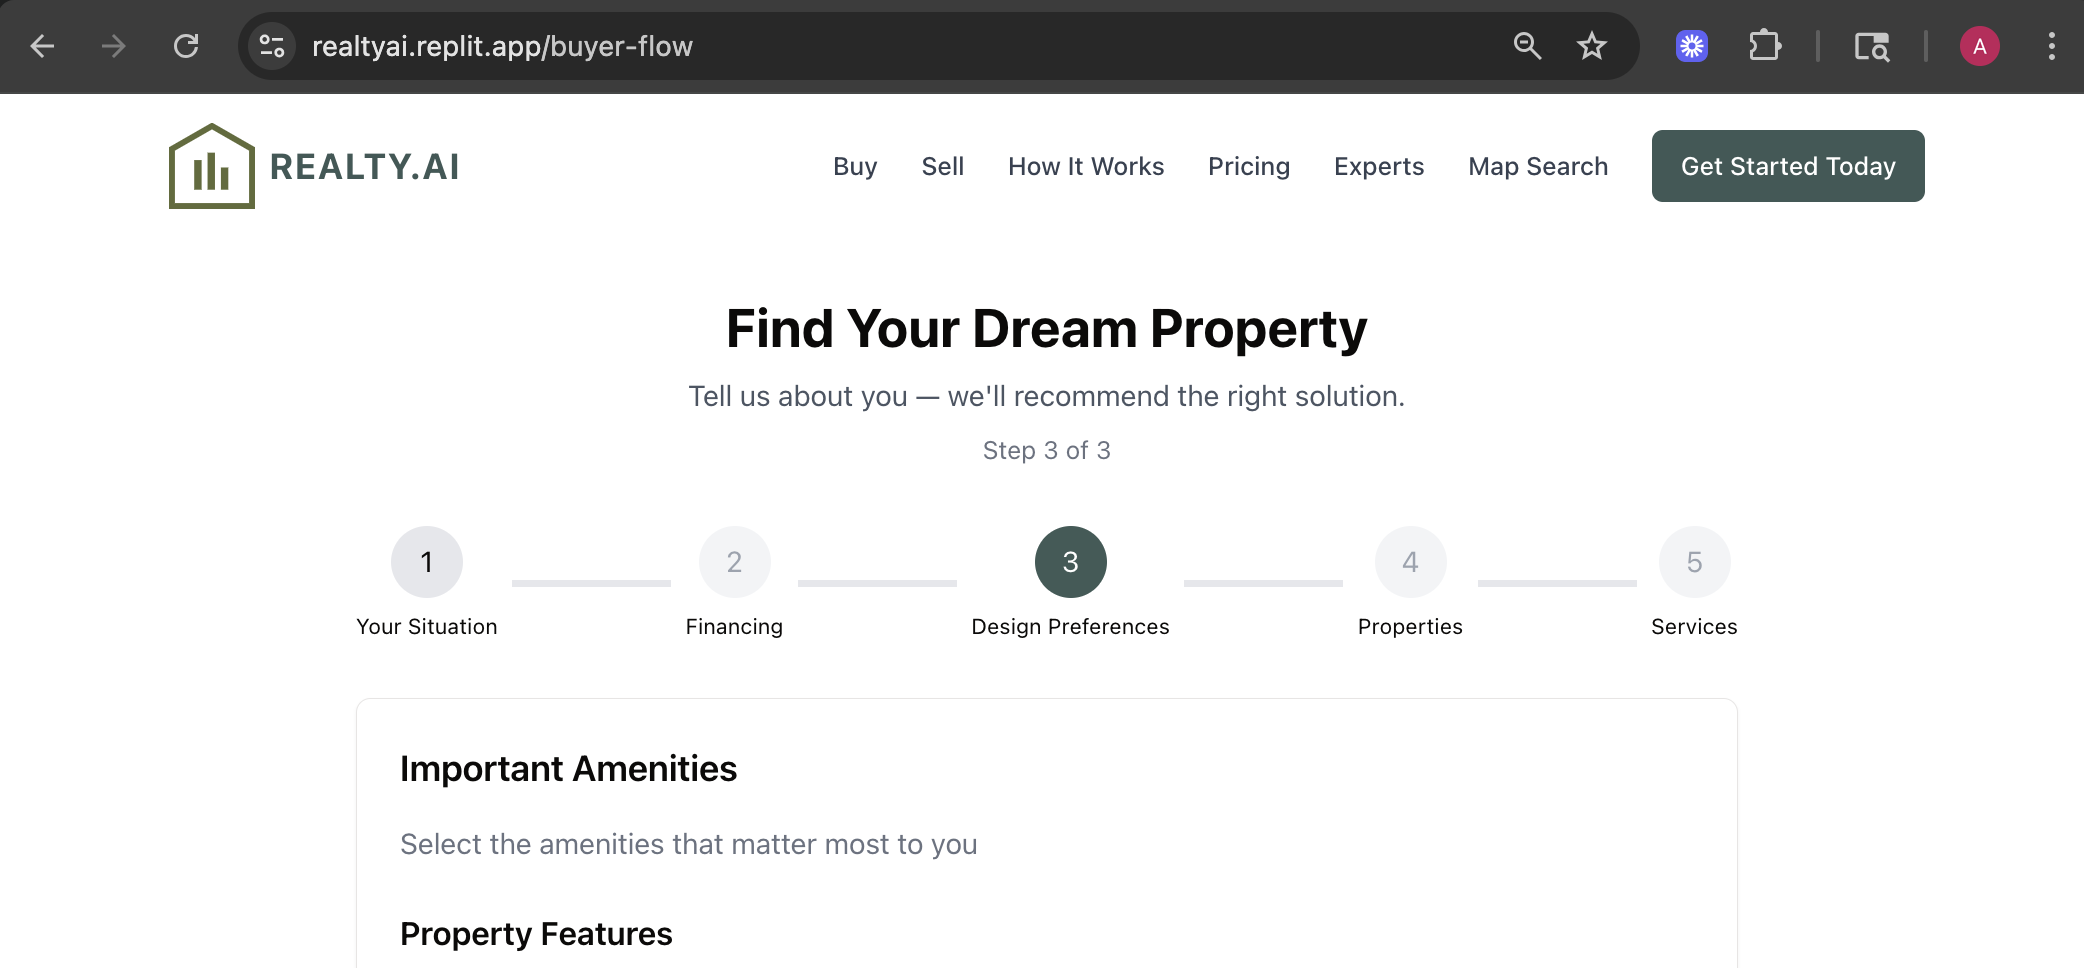 realtyai.replit.app/buyer-flow
A
REALTY.AI
Buy Sell How It Works Pricing Experts Map Search Get Started Today
Find Your Dream Property
Tell us about you — we'll recommend the right solution.
Step 3 of 3
1 2 3 4 5
Your Situation Financing Design Preferences Properties Services
Important Amenities
Select the amenities that matter most to you
Property Features